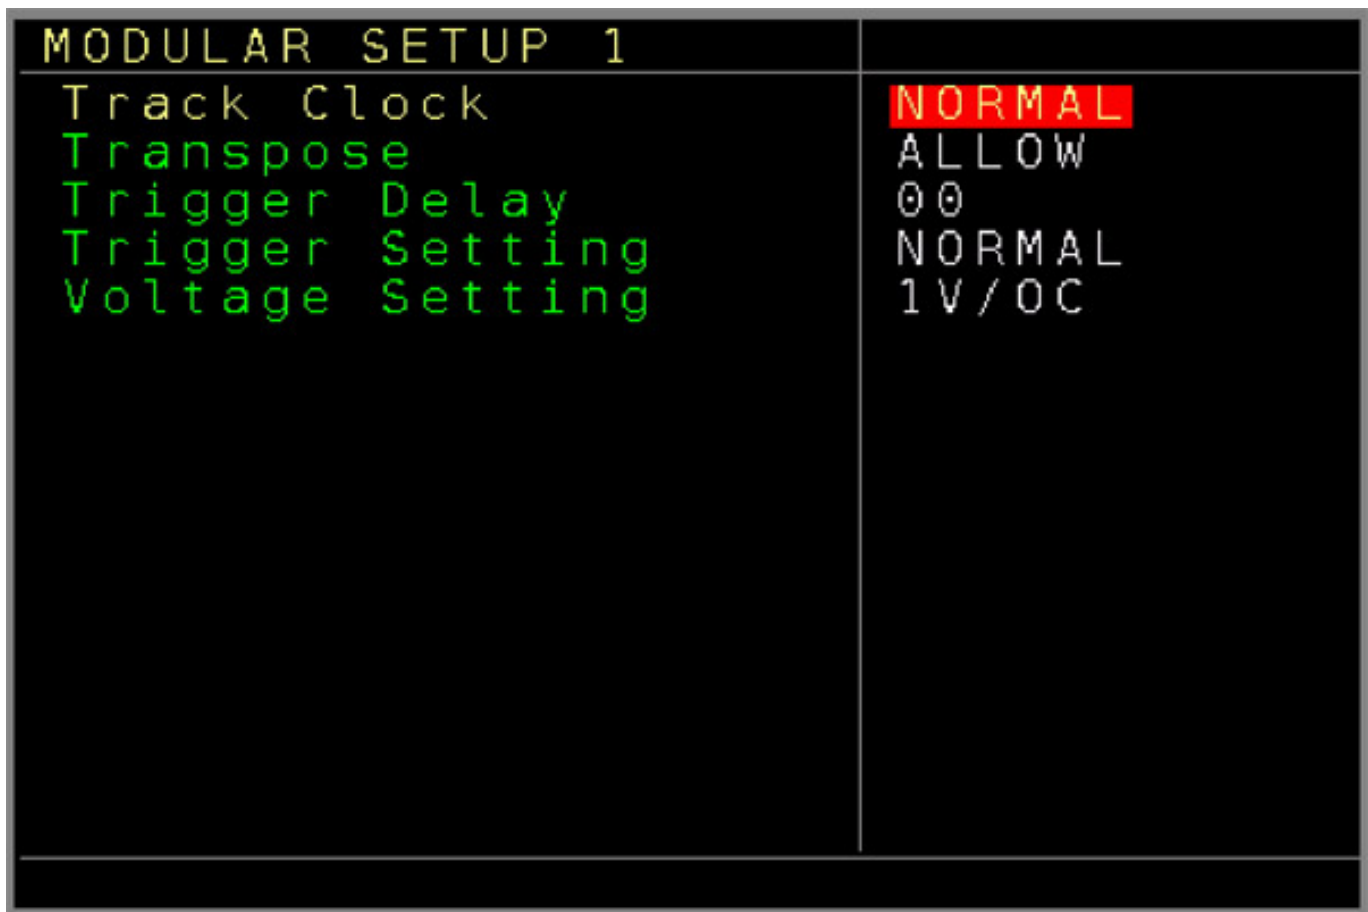 MODULAR SETUP 1
Track Clock NORMAL
Transpose ALLOW
Trigger Delay 00
Trigger Setting NORMAL
Voltage Setting 1V/OC